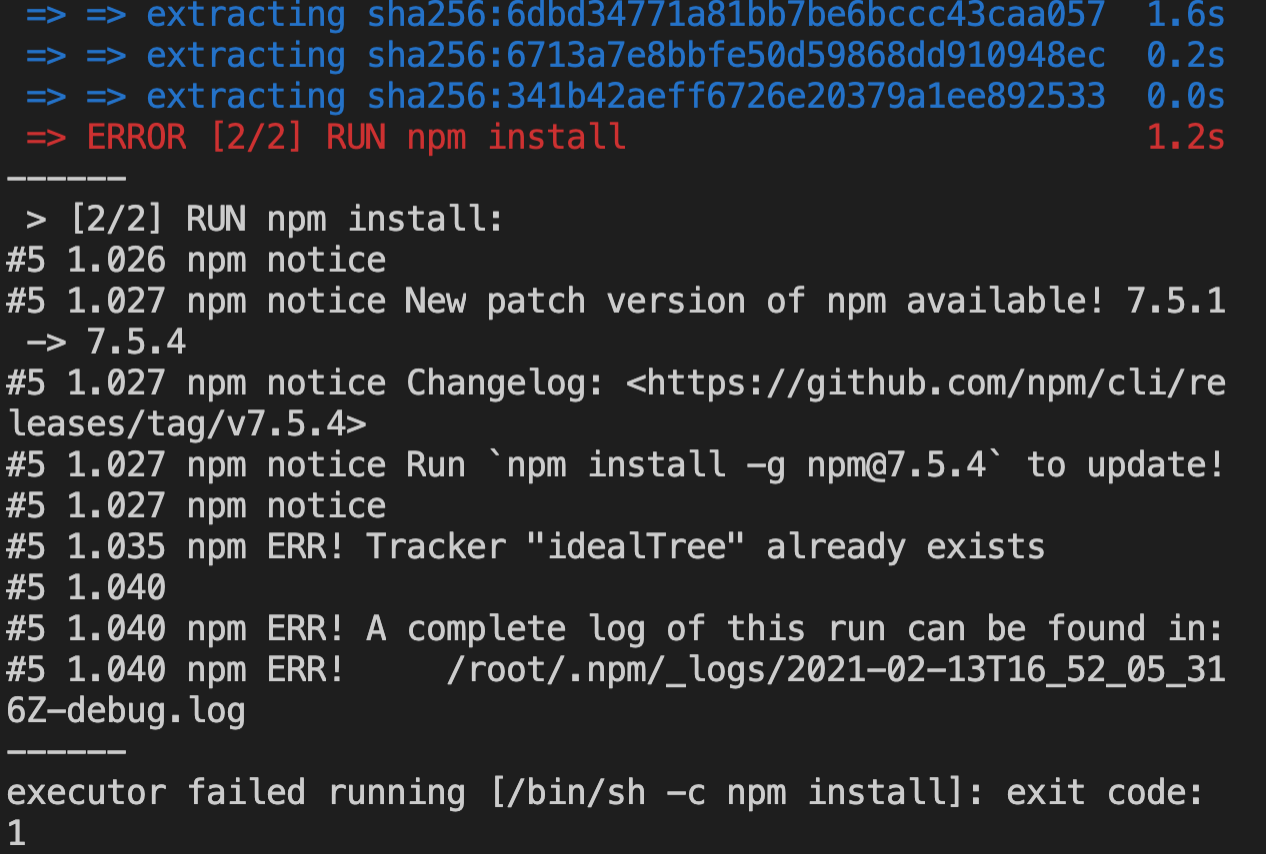 => => extracting sha256:6dbd34771a81bb7be6bccc43caa057 1.6s
=> => extracting sha256:6713a7e8bbfe50d59868dd910948ec 0.2s
=> => extracting sha256:341b42aeff6726e20379a1ee892533 0.0s
=> ERROR [2/2] RUN npm install 1.2s
------
> [2/2] RUN npm install:
#5 1.026 npm notice
#5 1.027 npm notice New patch version of npm available! 7.5.1
-> 7.5.4
#5 1.027 npm notice Changelog: <https://github.com/npm/cli/re
leases/tag/v7.5.4>
#5 1.027 npm notice Run `npm install -g npm@7.5.4` to update!
#5 1.027 npm notice
#5 1.035 npm ERR! Tracker "idealTree" already exists
#5 1.040
#5 1.040 npm ERR! A complete log of this run can be found in:
#5 1.040 npm ERR!     /root/.npm/_logs/2021-02-13T16_52_05_31
6Z-debug.log
------
executor failed running [/bin/sh -c npm install]: exit code:
1